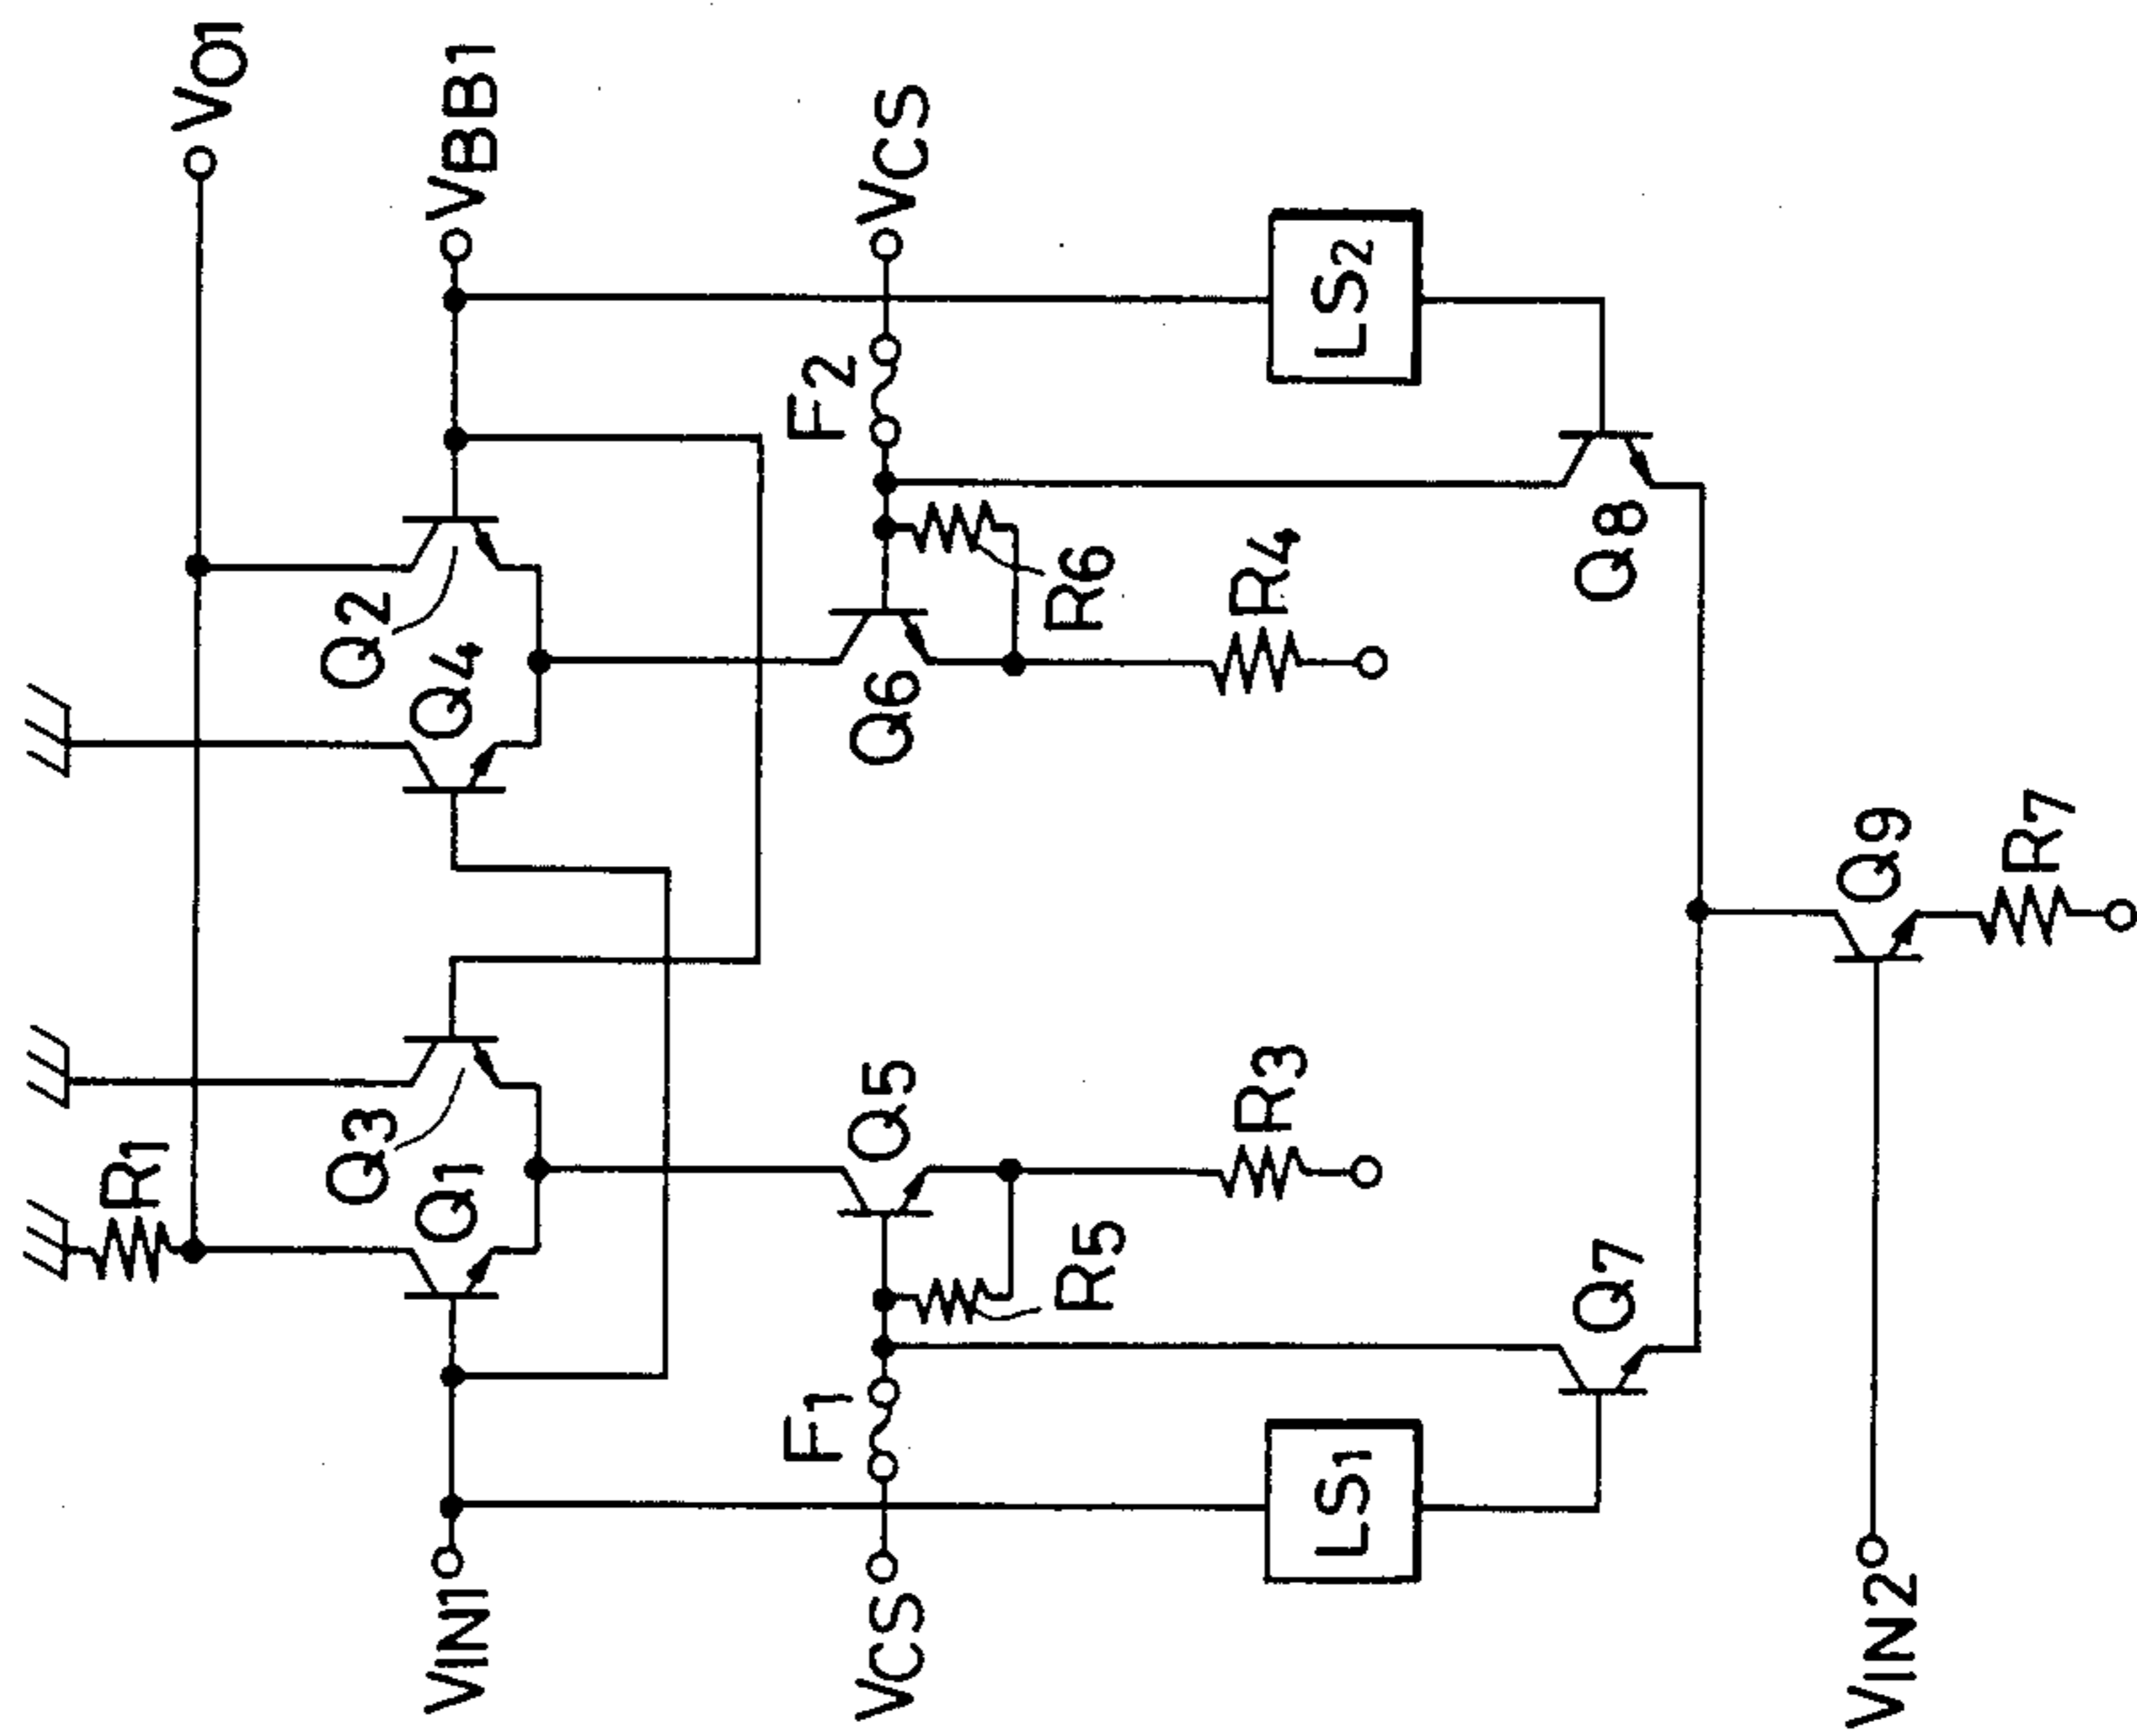 VO1
R1
Q3
Q1
Q4
Q2
VIN1
VBB1
F1
Q5
Q6
F2
VCS
VCS
R5
R3
R6
R4
LS1
LS2
Q7
Q8
Q9
VIN2
R7